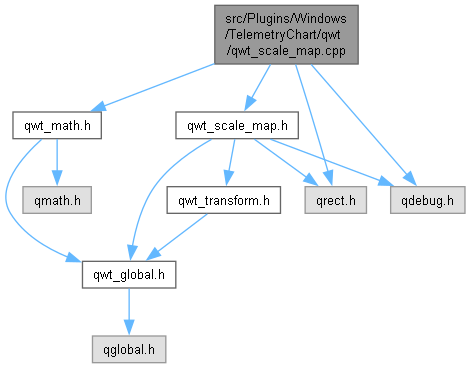 src/Plugins/Windows
/TelemetryChart/qwt
/qwt_scale_map.cpp
qwt_math.h
qwt_scale_map.h
qmath.h
qwt_transform.h
qrect.h
qdebug.h
qwt_global.h
qglobal.h